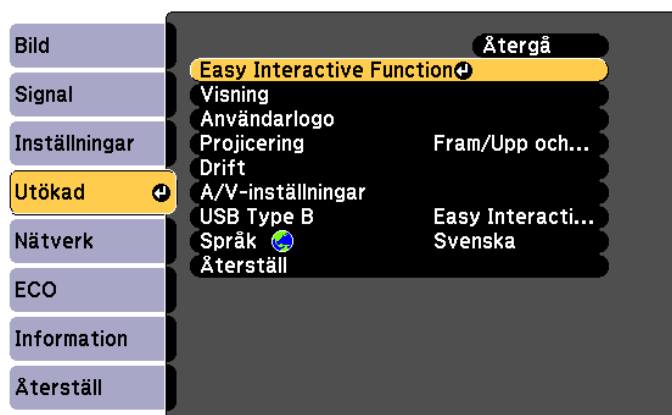 Bild
Signal
Inställningar
Utökad
Nätverk
ECO
Information
Återställ
Återgå
Easy Interactive Function
Visning
Användarlogo
Projicering Fram/Upp och...
Drift
A/V-inställningar
USB Type B Easy Interacti...
Språk Svenska
Återställ